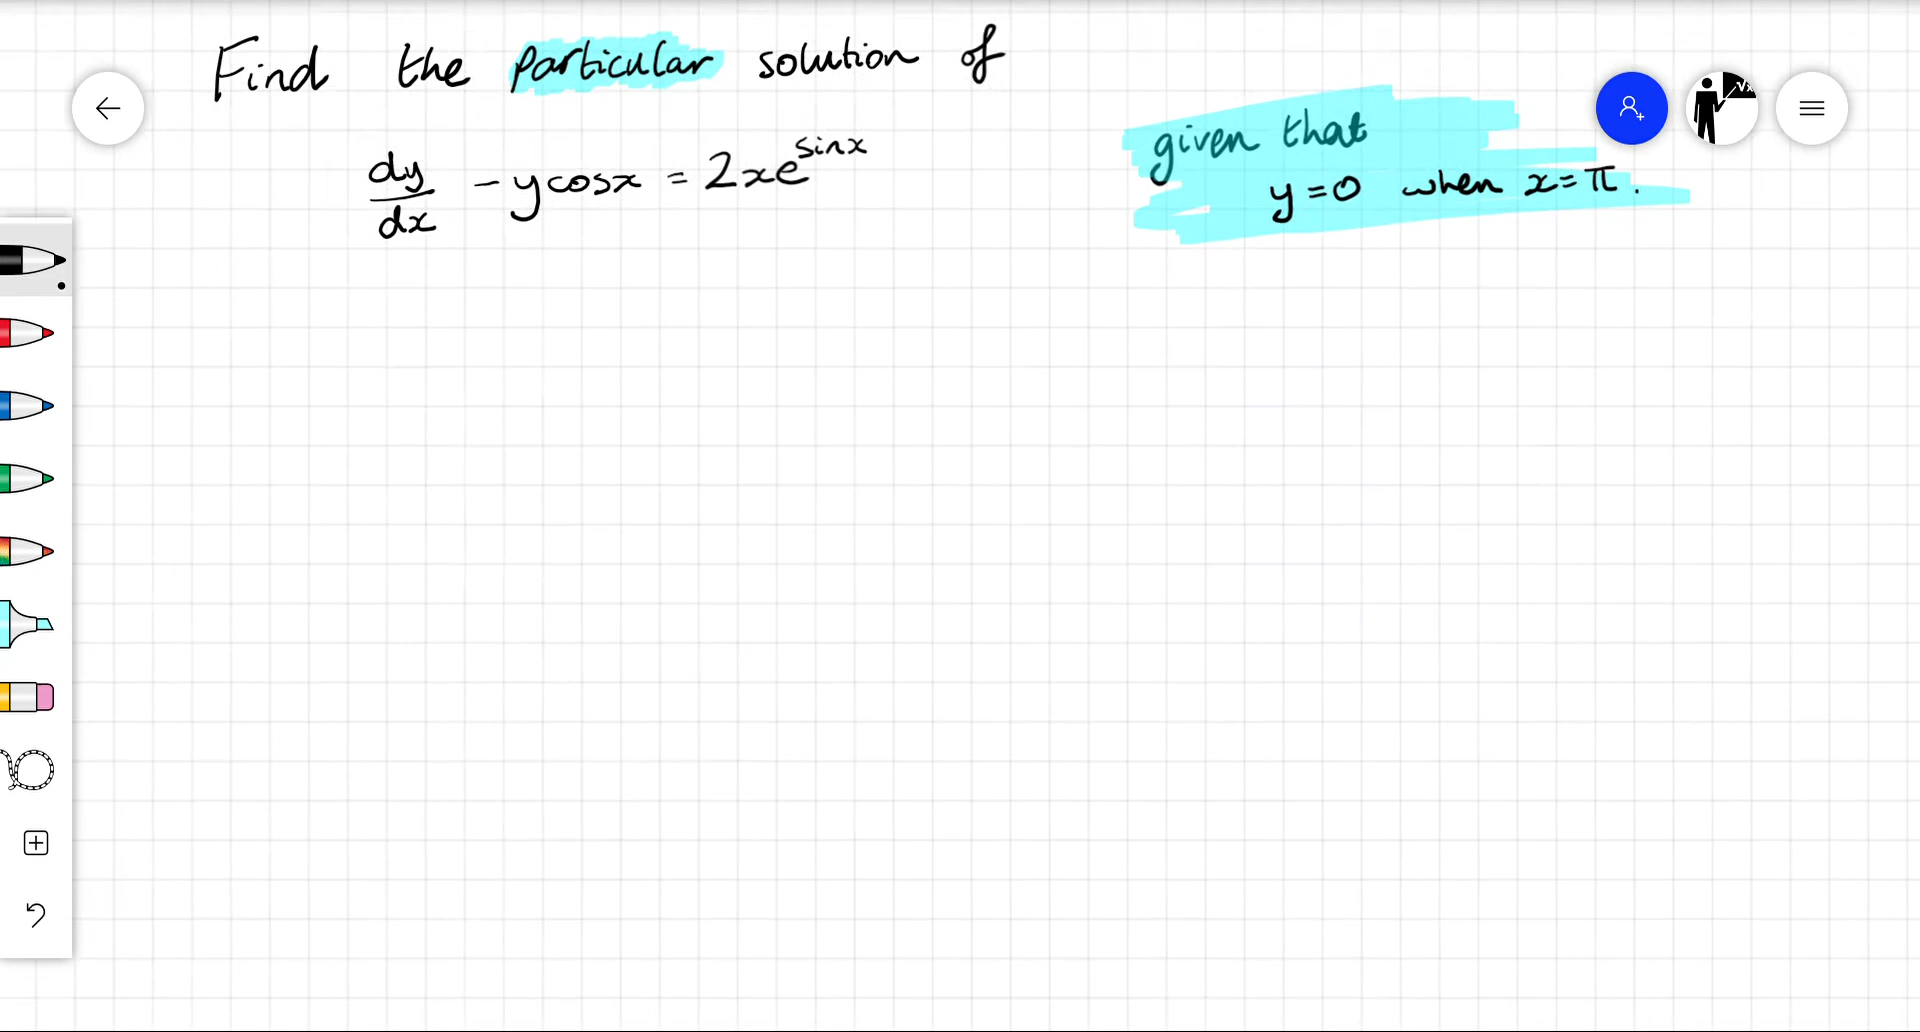 Find the particular solution of
dy/dx - ycosx = 2xe^sinx
given that
y=0 when x=π.
√x